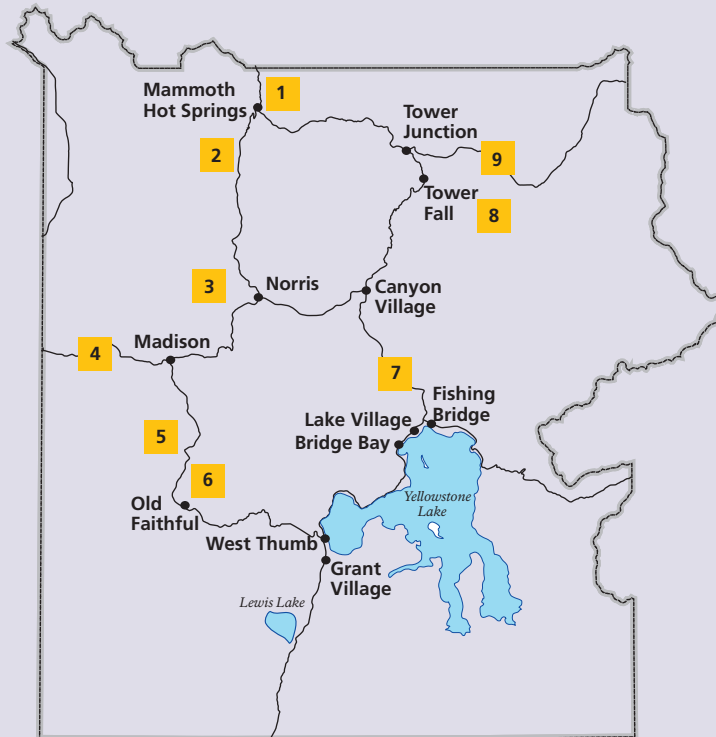 Mammoth
Hot Springs
1
Tower
Junction
2
9
Tower
Fall
8
3
Norris
Canyon
Village
Madison
4
7
Fishing
Bridge
Lake Village
Bridge Bay
5
6
Old
Faithful
Yellowstone
Lake
West Thumb
Grant
Village
Lewis Lake